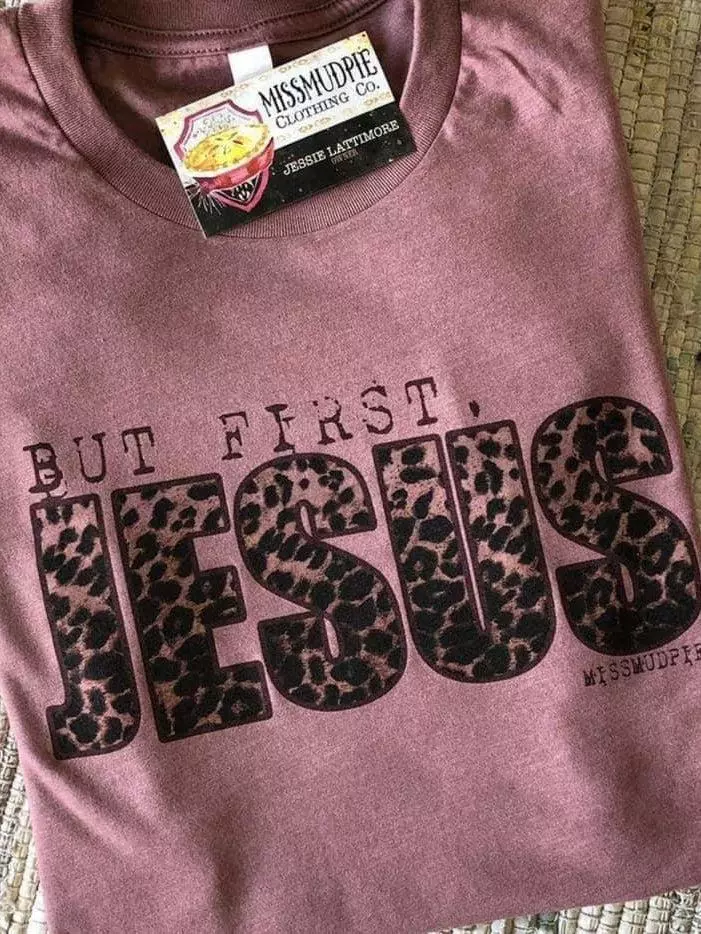 MISSMUDPIE
CLOTHING CO.
JESSIE LATTIMORE
OWNER
BUT FIRST,
JESUS
MISSMUDPIE